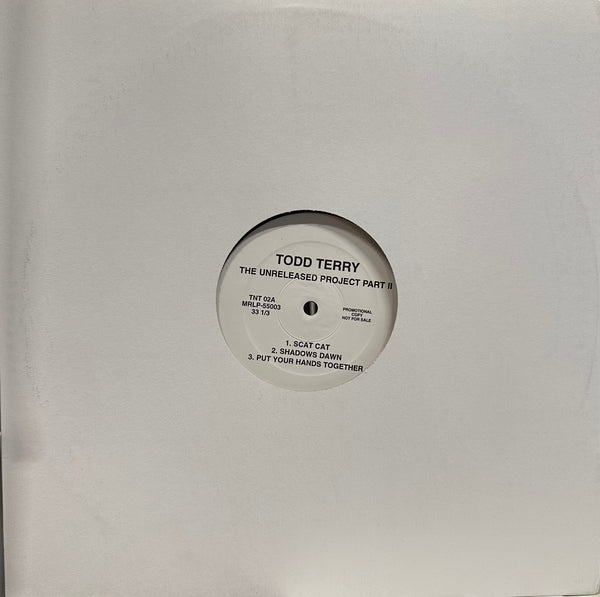 TODD TERRY
THE UNRELEASED PROJECT PART II
TNT 02A
MRLP-55003
33 1/3
PROMOTIONAL
COPY
NOT FOR SALE
1. SCAT CAT
2. SHADOWS DAWN
3. PUT YOUR HANDS TOGETHER